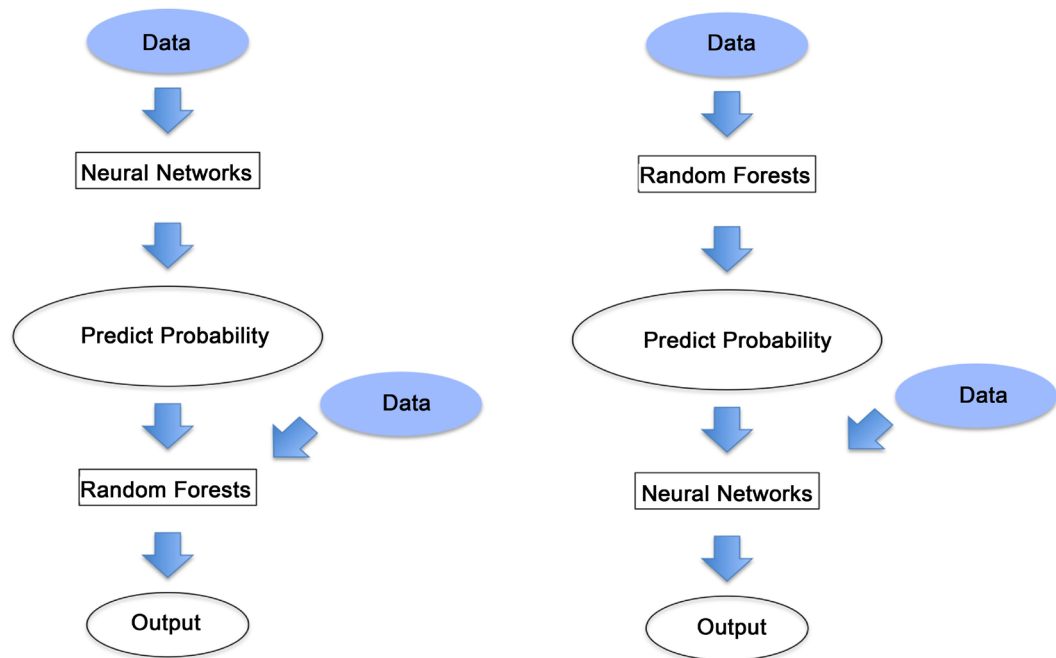 Data
Neural Networks
Predict Probability
Data
Random Forests
Output
Data
Random Forests
Predict Probability
Data
Neural Networks
Output